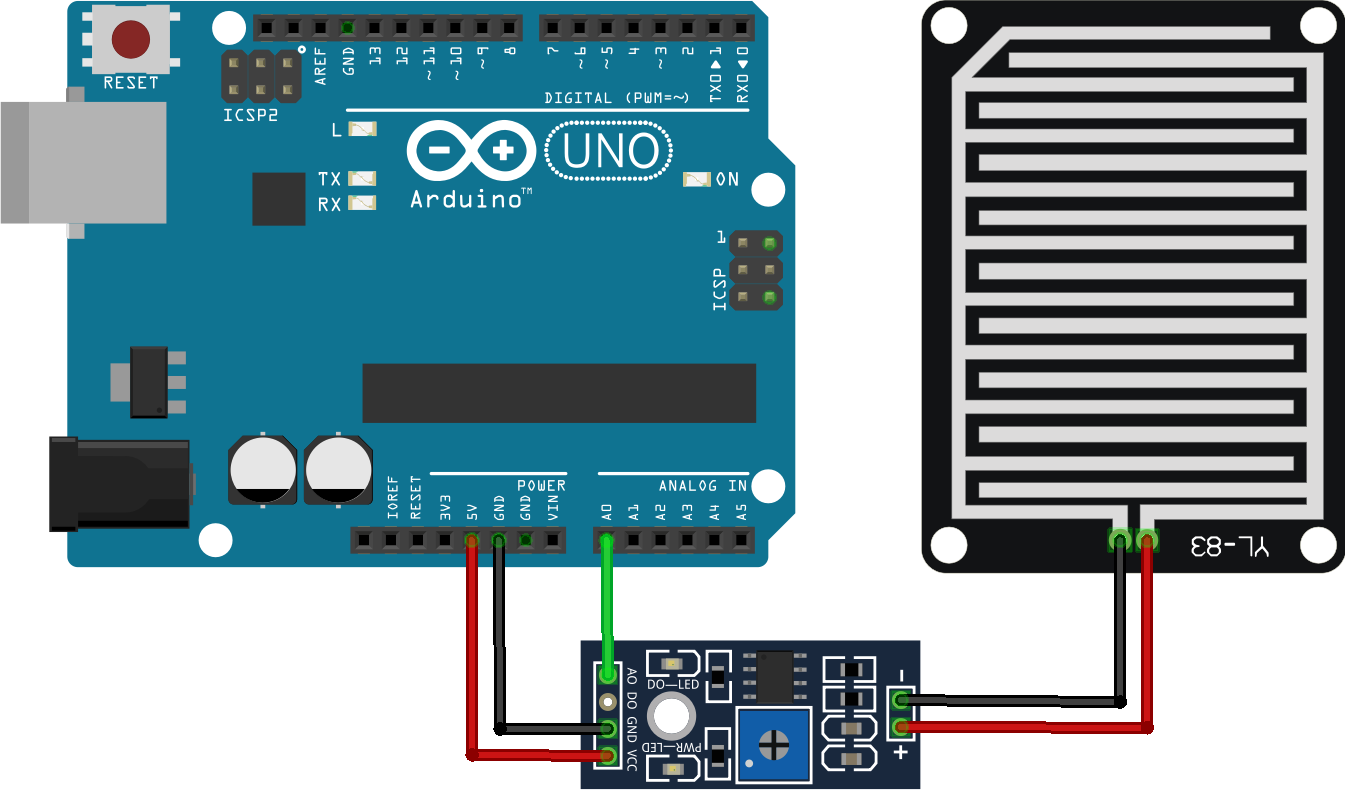 RESET
ICSP2
AREF
GND
13
12
~11
~10
~9
8
7
~6
~5
4
~3
2
TX0▶1
RX0◀0
DIGITAL (PWM=~)
L
TX
RX
UNO
Arduino™
ON
1
ICSP
POWER
ANALOG IN
IOREF
RESET
3V3
5V
GND
GND
VIN
A0
A1
A2
A3
A4
A5
YL-83
AO
DO
GND
VCC
DO—LED
PWR—LED
-
+